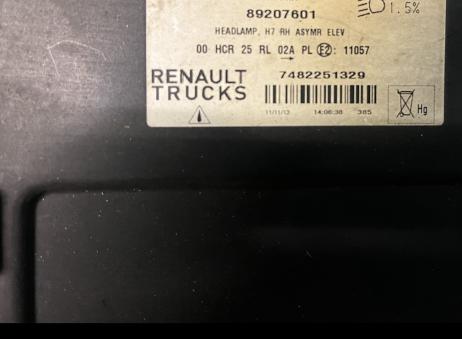 89207601
1.5%
HEADLAMP, H7 RH ASYMR ELEV
00 HCR 25 RL 02A PL E2: 11057
RENAULT
TRUCKS
7482251329
11/11/13 14:06:38 385
Hg